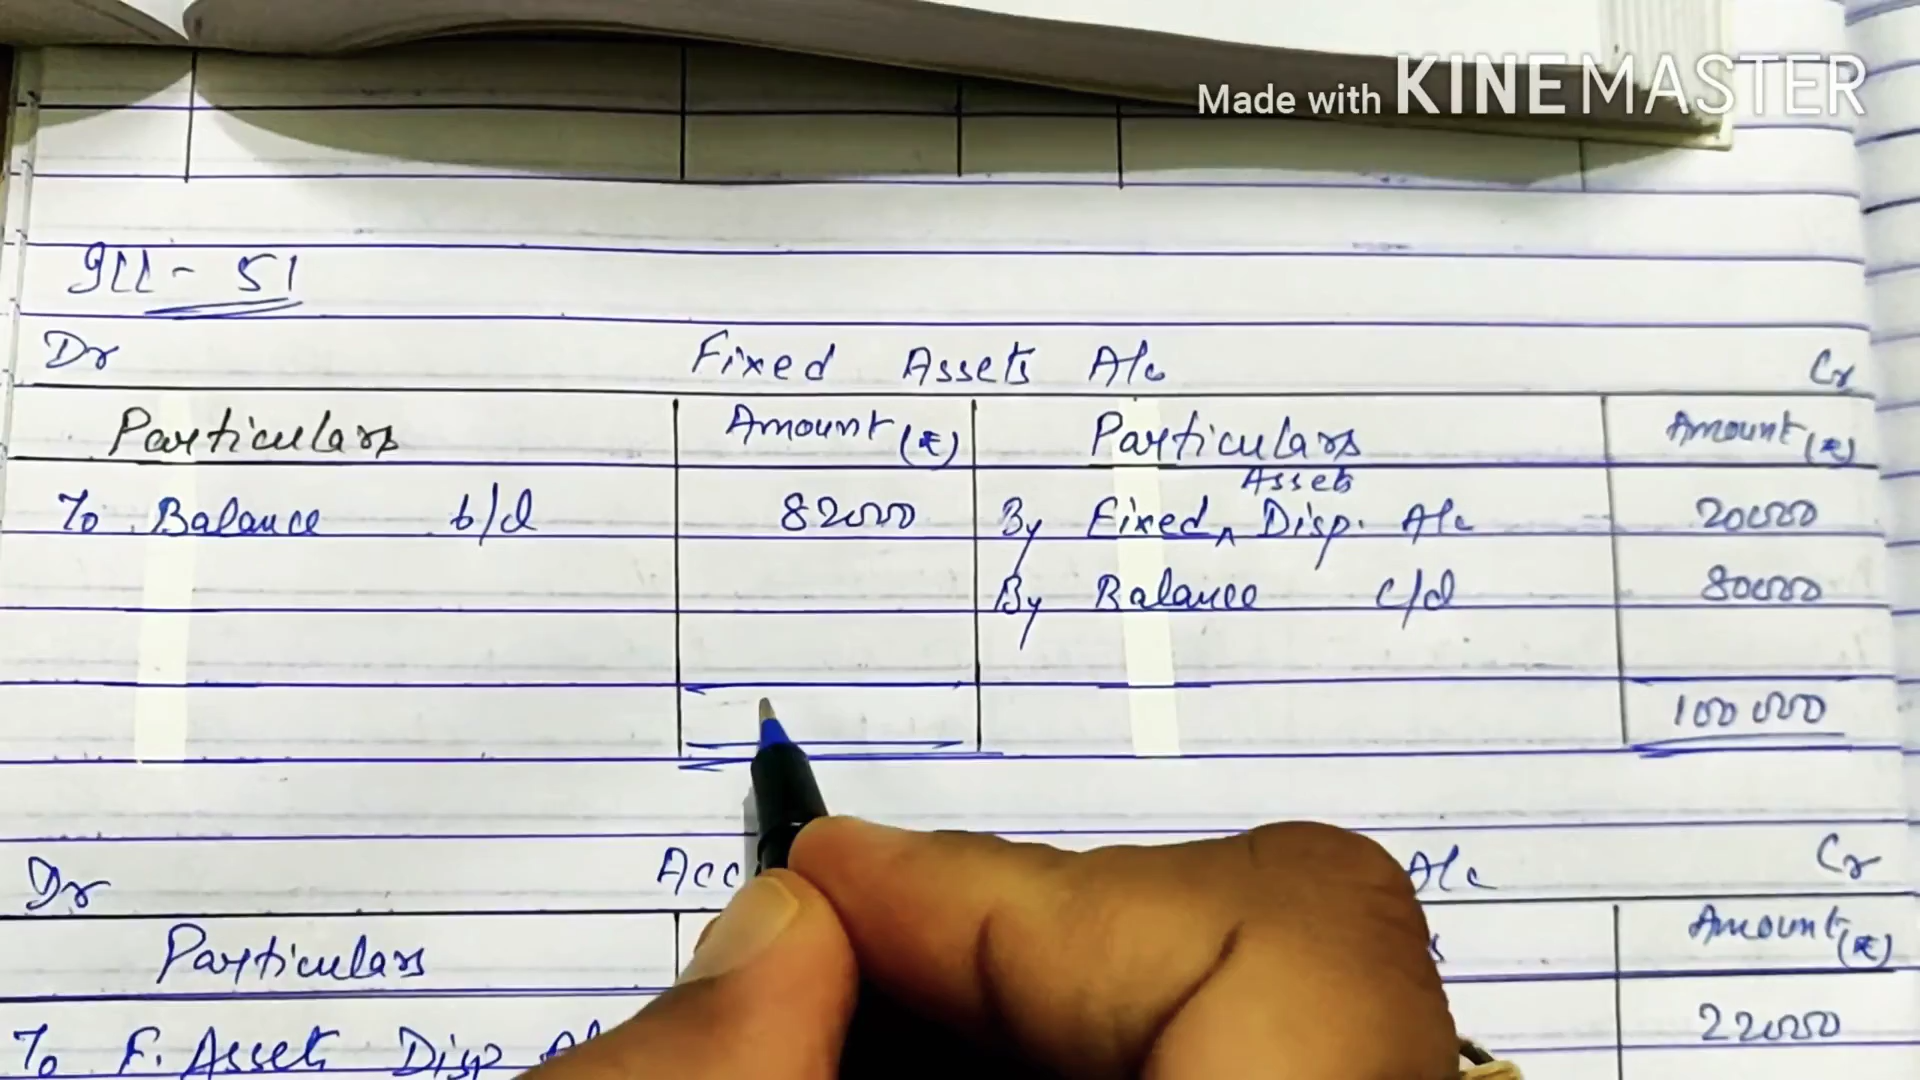 Made with KINEMASTER
Ill - 51
Dr Fixed Assets A/c Cr
Particulars Amount (₹) Particulars Amount (₹)
To Balance b/d 82000 By Fixed ^ Assets Disp. A/c 20000
By Balance c/d 80000
100000
Dr Acc A/c Cr
Particulars Amount (₹)
To F. Assets Disp 22000